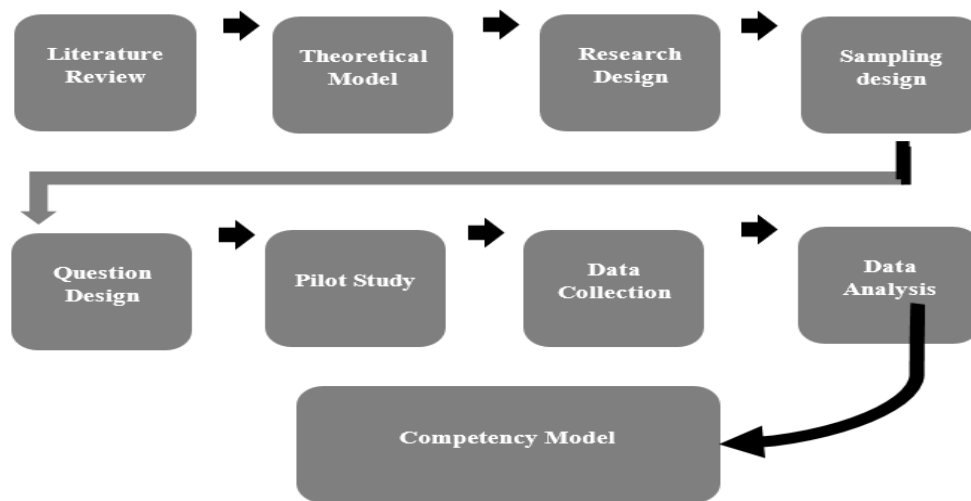 Literature
Review
Theoretical
Model
Research
Design
Sampling
design
Question
Design
Pilot Study
Data
Collection
Data
Analysis
Competency Model